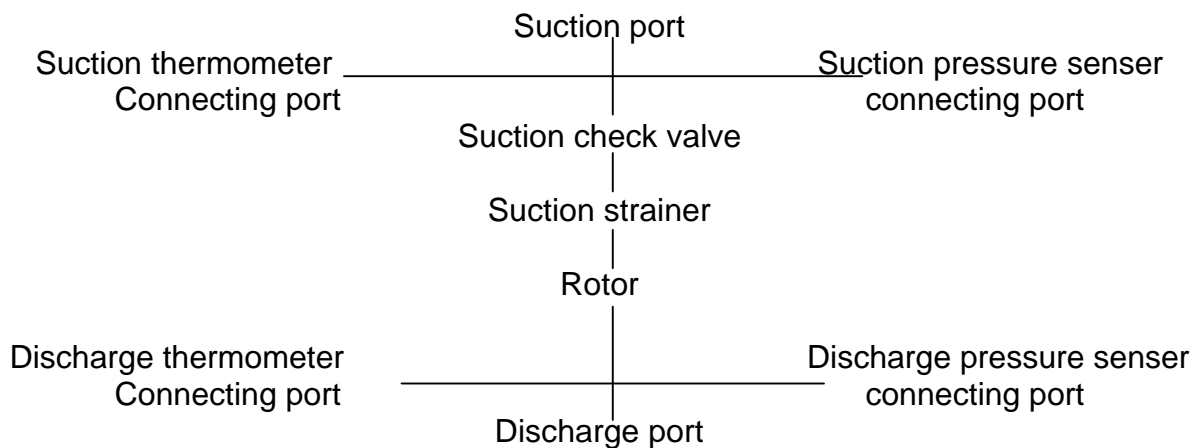 Suction port
Suction thermometer
Connecting port
Suction pressure senser
connecting port
Suction check valve
Suction strainer
Rotor
Discharge thermometer
Connecting port
Discharge pressure senser
connecting port
Discharge port